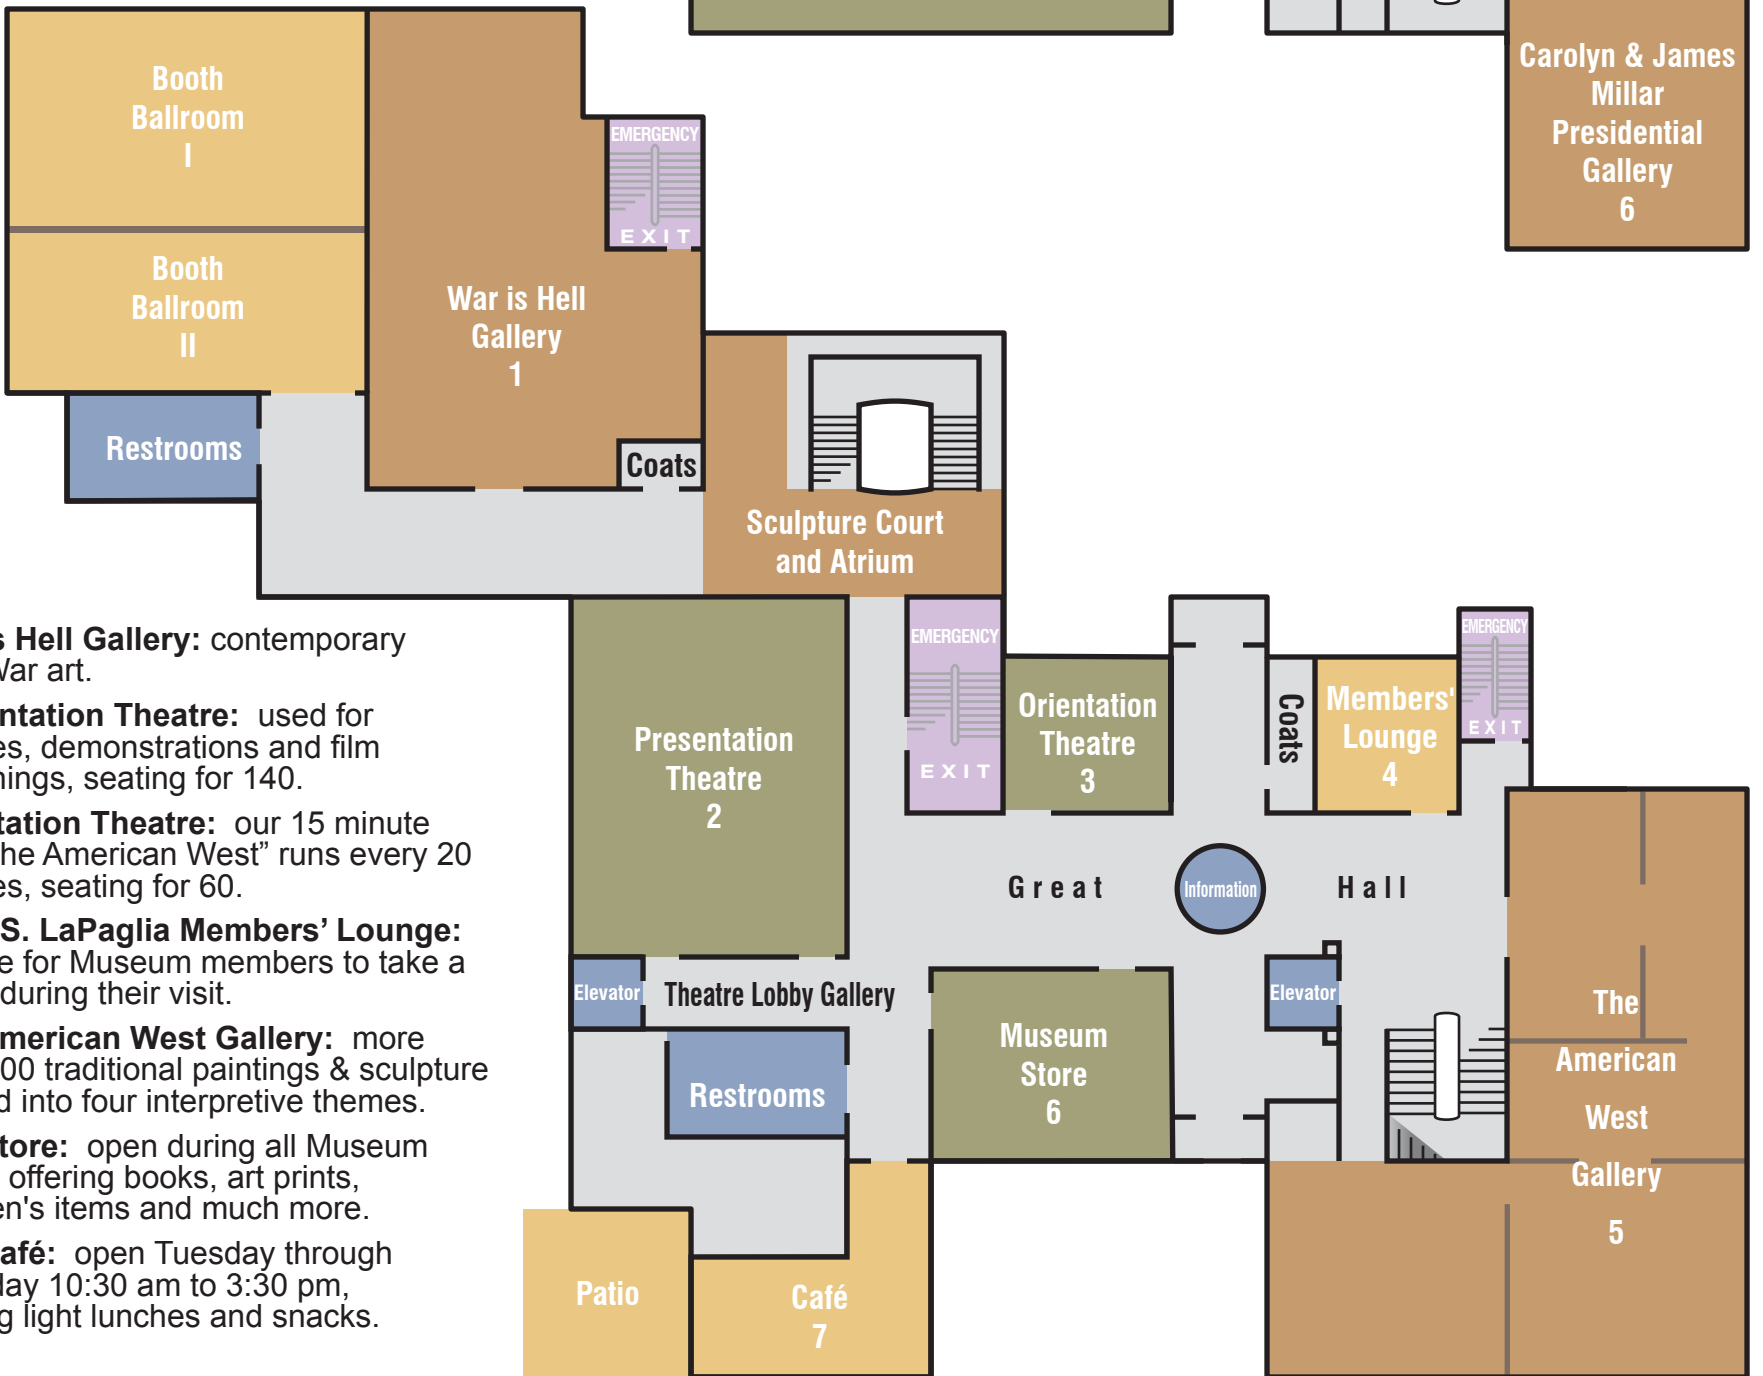 Carolyn & James
Millar
Presidential
Gallery
6
Booth
Ballroom
I
EMERGENCY
EXIT
Booth
Ballroom
II
War is Hell
Gallery
1
Restrooms
Coats
Sculpture Court
and Atrium
s Hell Gallery: contemporary
War art.
ntation Theatre: used for
es, demonstrations and film
nings, seating for 140.
tation Theatre: our 15 minute
he American West” runs every 20
es, seating for 60.
S. LaPaglia Members’ Lounge:
e for Museum members to take a
during their visit.
merican West Gallery: more
00 traditional paintings & sculpture
d into four interpretive themes.
tore: open during all Museum
offering books, art prints,
en's items and much more.
afé: open Tuesday through
day 10:30 am to 3:30 pm,
g light lunches and snacks.
Presentation
Theatre
2
EMERGENCY
EXIT
Orientation
Theatre
3
Coats
Members'
Lounge
4
EMERGENCY
EXIT
Great
Information
Hall
Elevator
Theatre Lobby Gallery
Elevator
Museum
Store
6
Restrooms
The
American
West
Gallery
5
Patio
Café
7